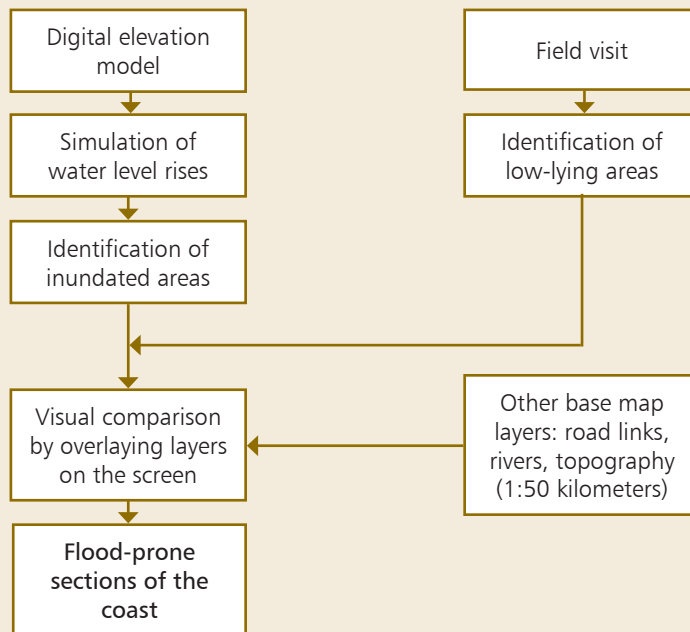 Digital elevation
model
Field visit
Simulation of
water level rises
Identification of
low-lying areas
Identification of
inundated areas
Visual comparison
by overlaying layers
on the screen
Other base map
layers: road links,
rivers, topography
(1:50 kilometers)
Flood-prone
sections of the
coast